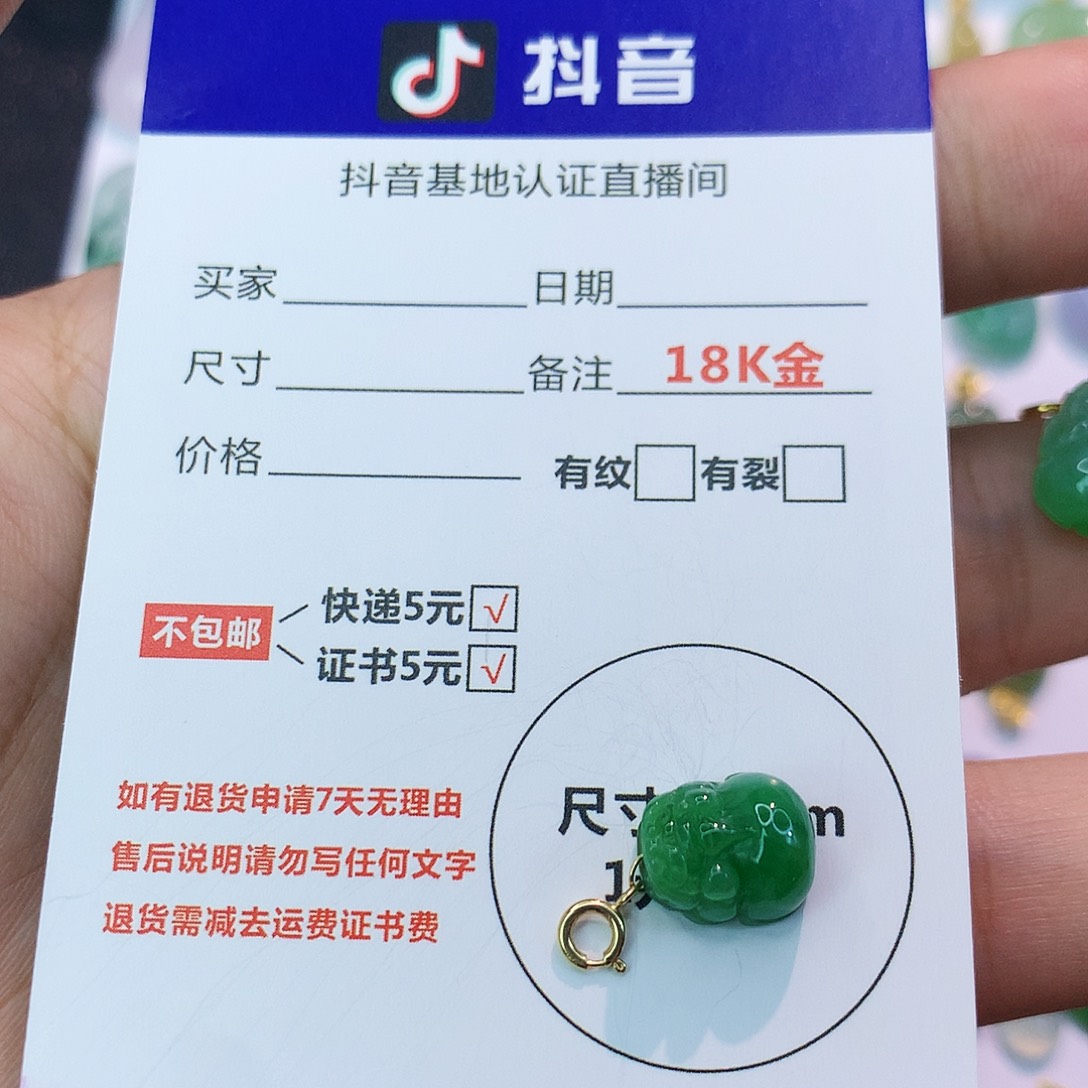 抖音
抖音基地认证直播间
买家 日期
尺寸 备注 18K金
价格 有纹 有裂
不包邮 快递5元 √
证书5元 √
如有退货申请7天无理由
售后说明请勿写任何文字
退货需减去运费证书费
尺寸